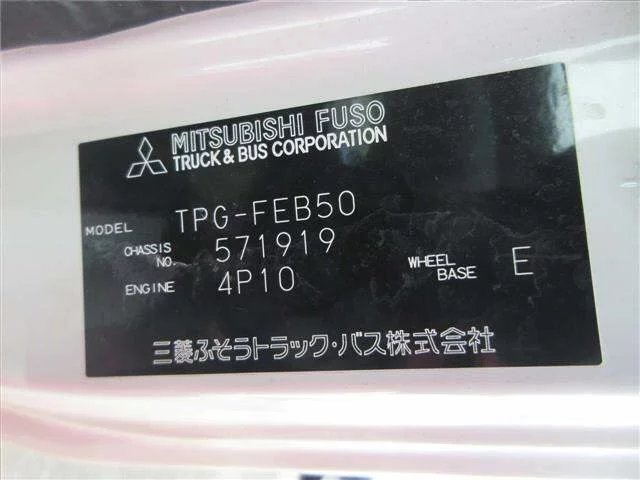 MITSUBISHI FUSO
TRUCK & BUS CORPORATION
MODEL TPG-FEB50
CHASSIS NO. 571919
ENGINE 4P10
WHEEL BASE E
三菱ふそうトラック・バス株式会社